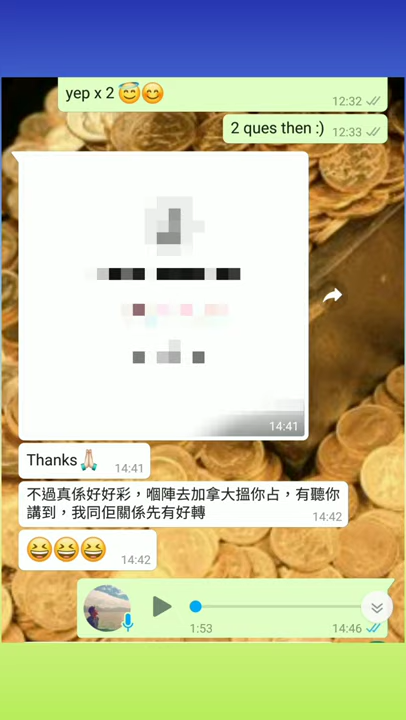 yep x 2 😇😊
12:32
2 ques then :)
12:33
14:41
Thanks🙏🏻
14:41
不過真係好好彩，嗰陣去加拿大搵你占，有聽你
講到，我同佢關係先有好轉
14:42
😆😆😆
14:42
1:53
14:46